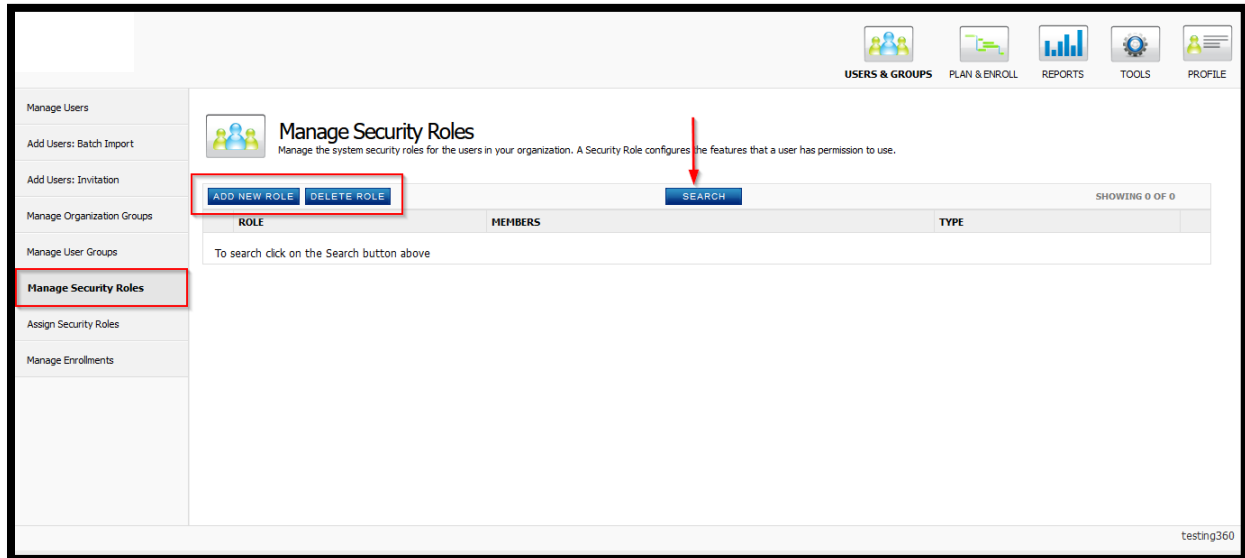 USERS & GROUPS PLAN & ENROLL REPORTS TOOLS PROFILE
Manage Users
Add Users: Batch Import
Add Users: Invitation
Manage Organization Groups
Manage User Groups
Manage Security Roles
Assign Security Roles
Manage Enrollments
Manage Security Roles
Manage the system security roles for the users in your organization. A Security Role configures the features that a user has permission to use.
ADD NEW ROLE DELETE ROLE SEARCH SHOWING 0 OF 0
ROLE MEMBERS TYPE
To search click on the Search button above
testing360